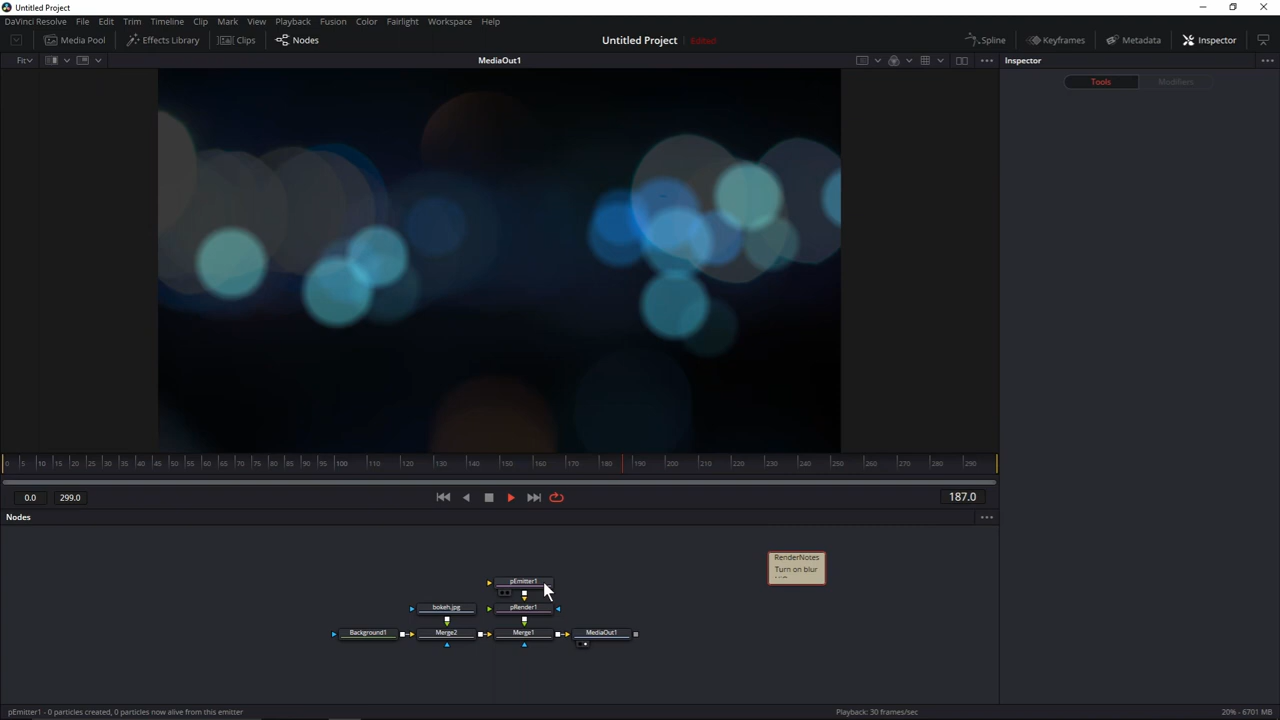 Untitled Project
DaVinci Resolve File Edit Trim Timeline Clip Mark View Playback Fusion Color Fairlight Workspace Help
Media Pool Effects Library Clips Nodes Untitled Project Edited Spline Keyframes Metadata Inspector
Fit MediaOut1 Inspector
Tools Modifiers
0 5 10 15 20 25 30 35 40 45 50 55 60 65 70 75 80 85 90 95 100 110 120 130 140 150 160 170 180 190 200 210 220 230 240 250 260 270 280 290
0.0 299.0 187.0
Nodes
RenderNotes
Turn on blur
pEmitter1
bokeh.jpg pRender1
Background1 Merge2 Merge1 MediaOut1
pEmitter1 - 0 particles created, 0 particles now alive from this emitter Playback: 30 frames/sec 20% - 6701 MB